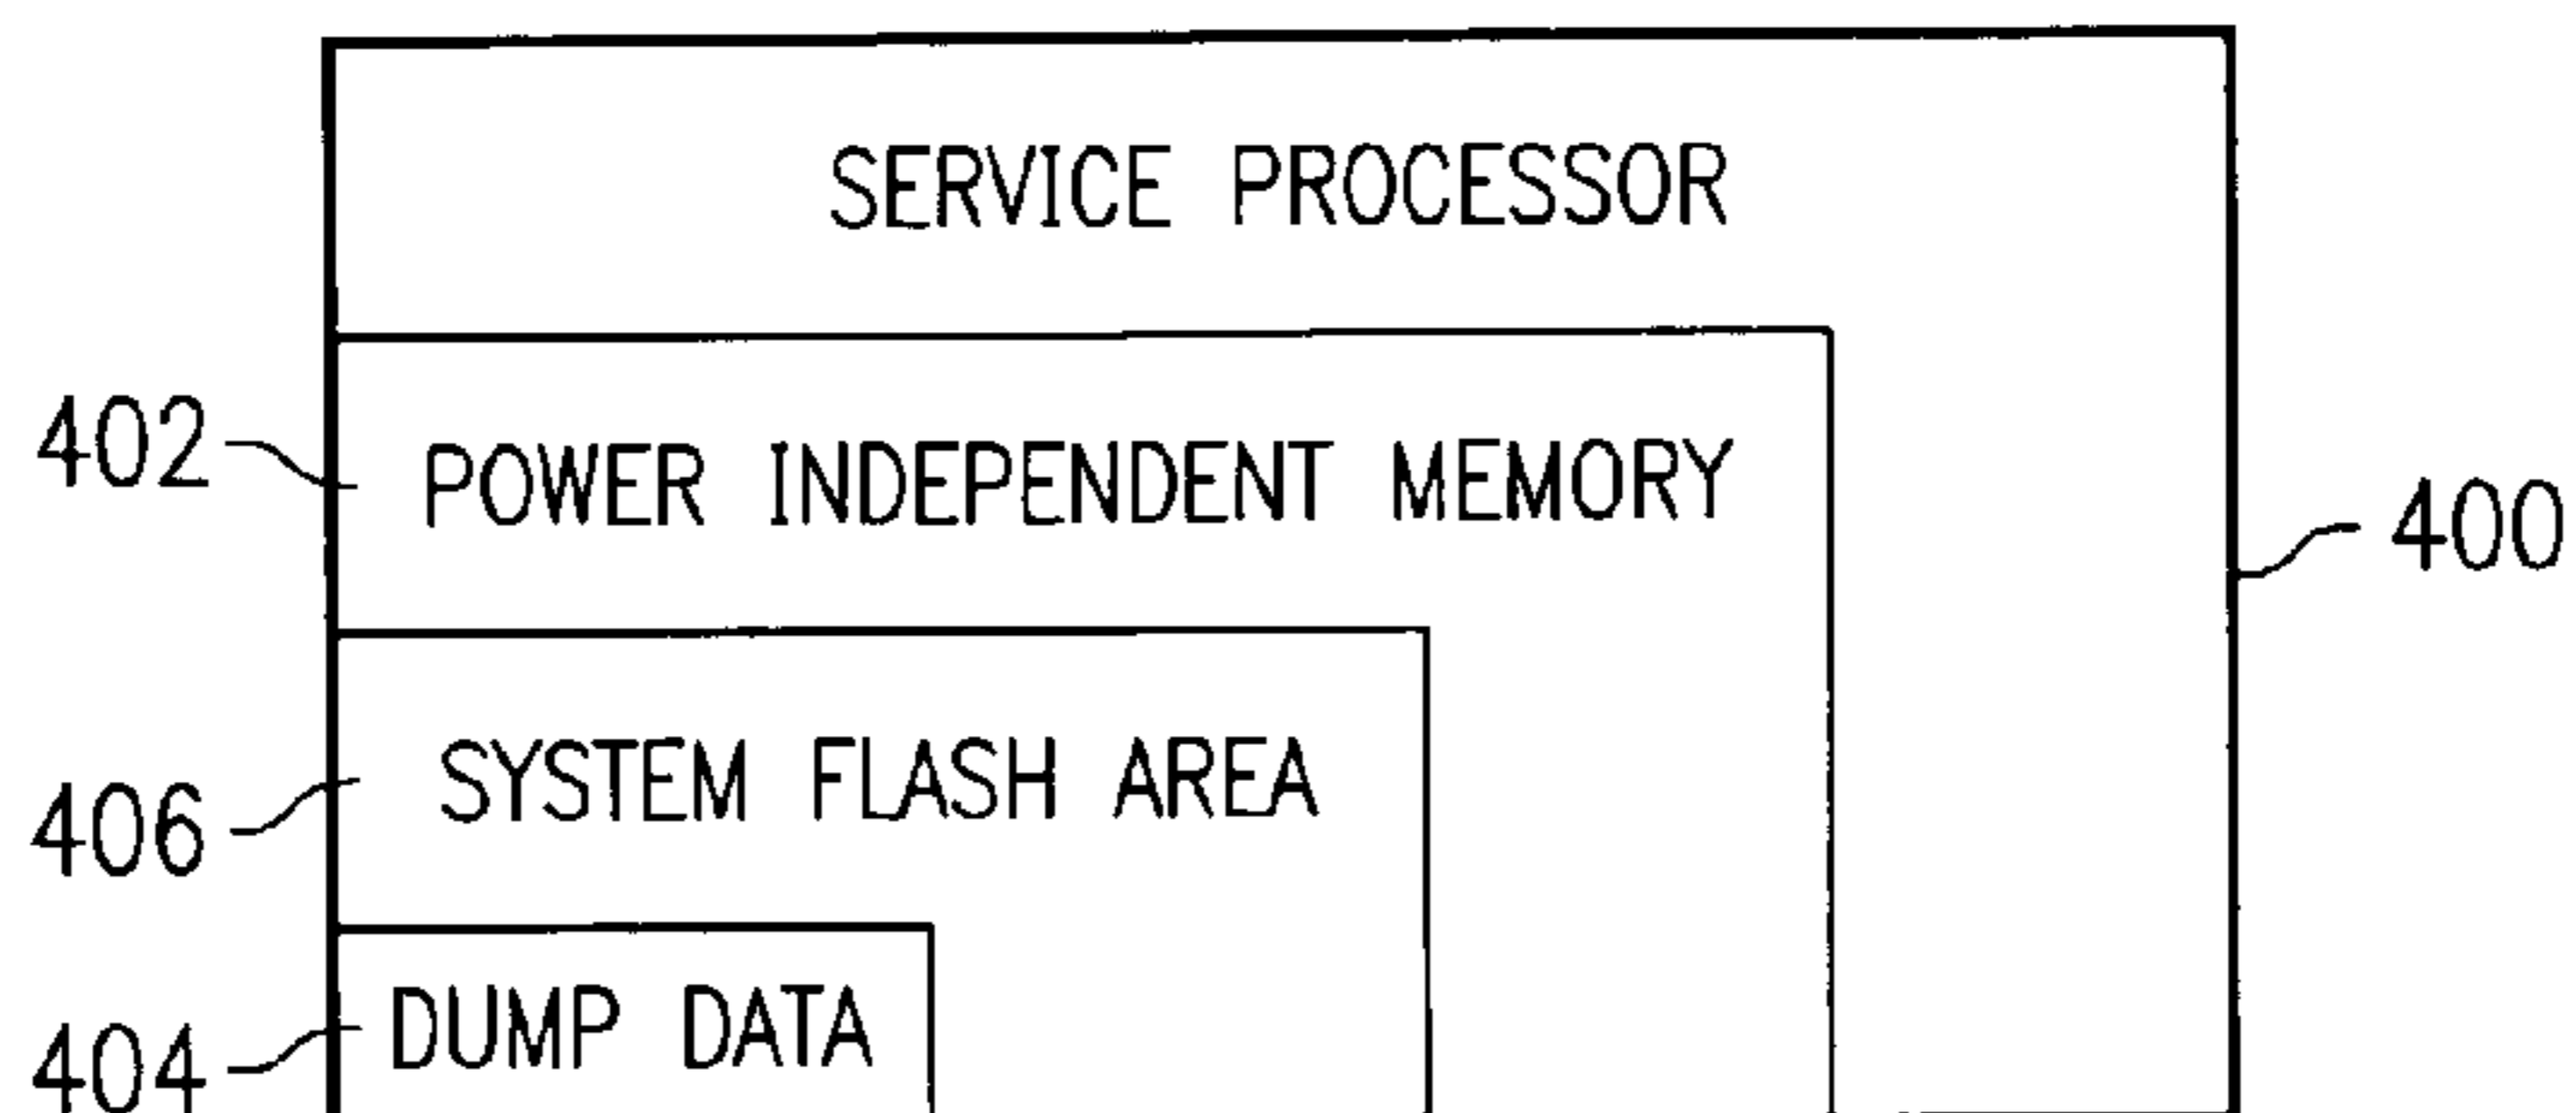 SERVICE PROCESSOR
402
POWER INDEPENDENT MEMORY
400
406
SYSTEM FLASH AREA
404
DUMP DATA